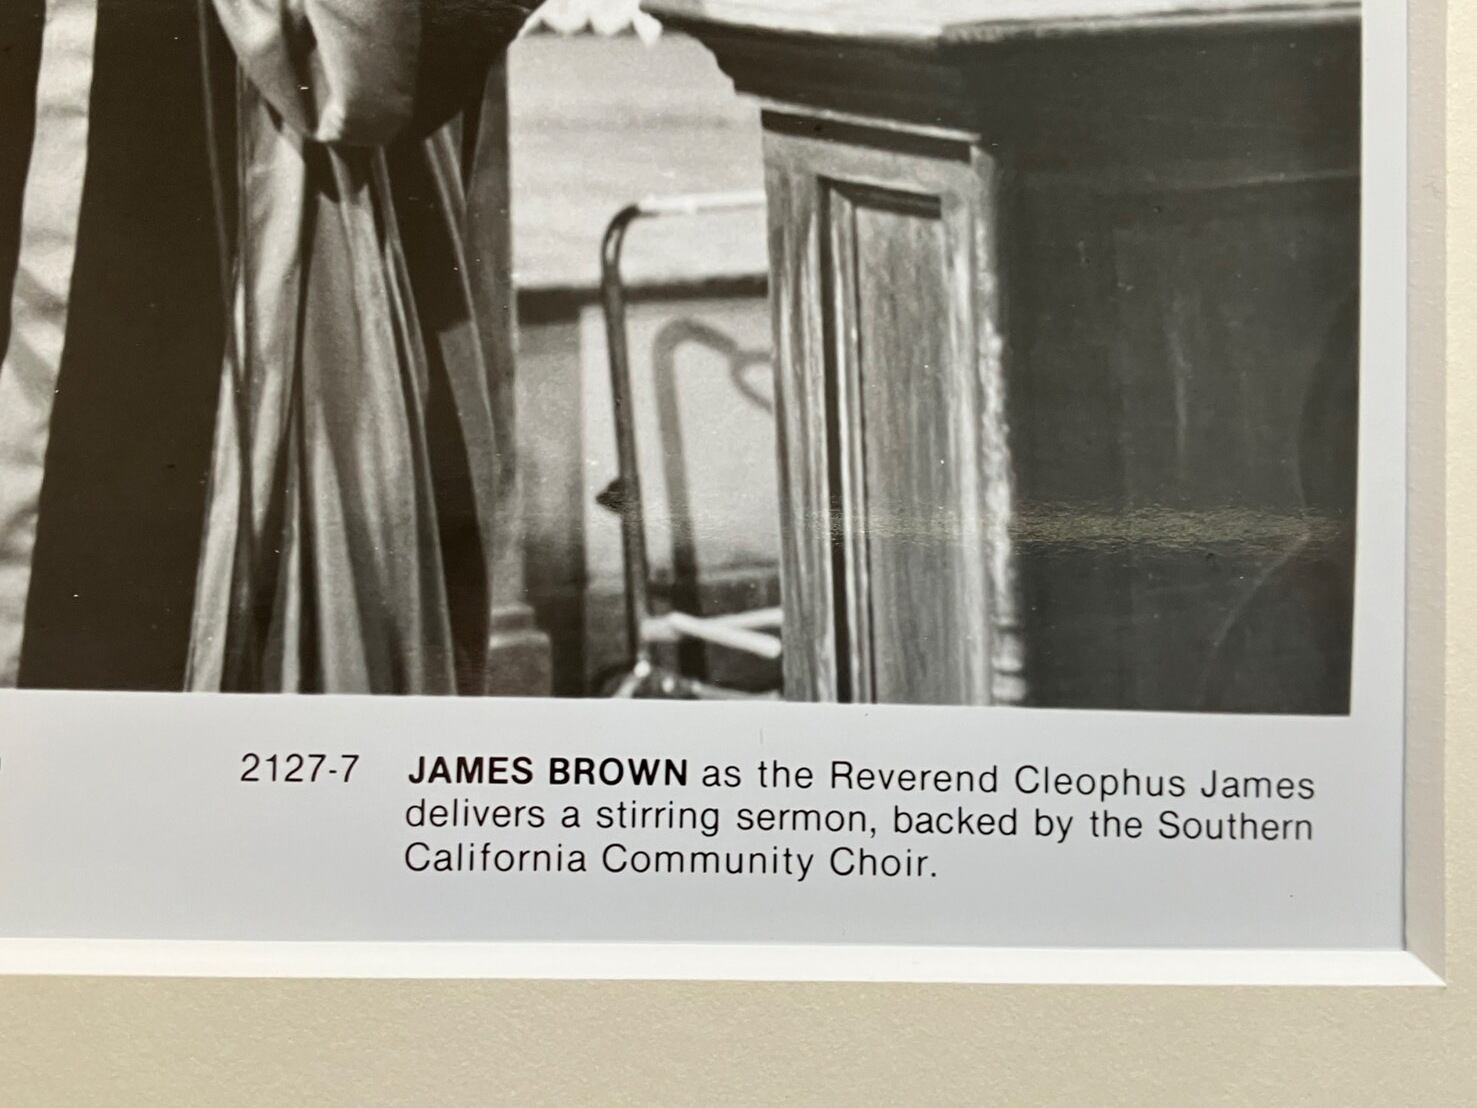 2127-7 JAMES BROWN as the Reverend Cleophus James
delivers a stirring sermon, backed by the Southern
California Community Choir.